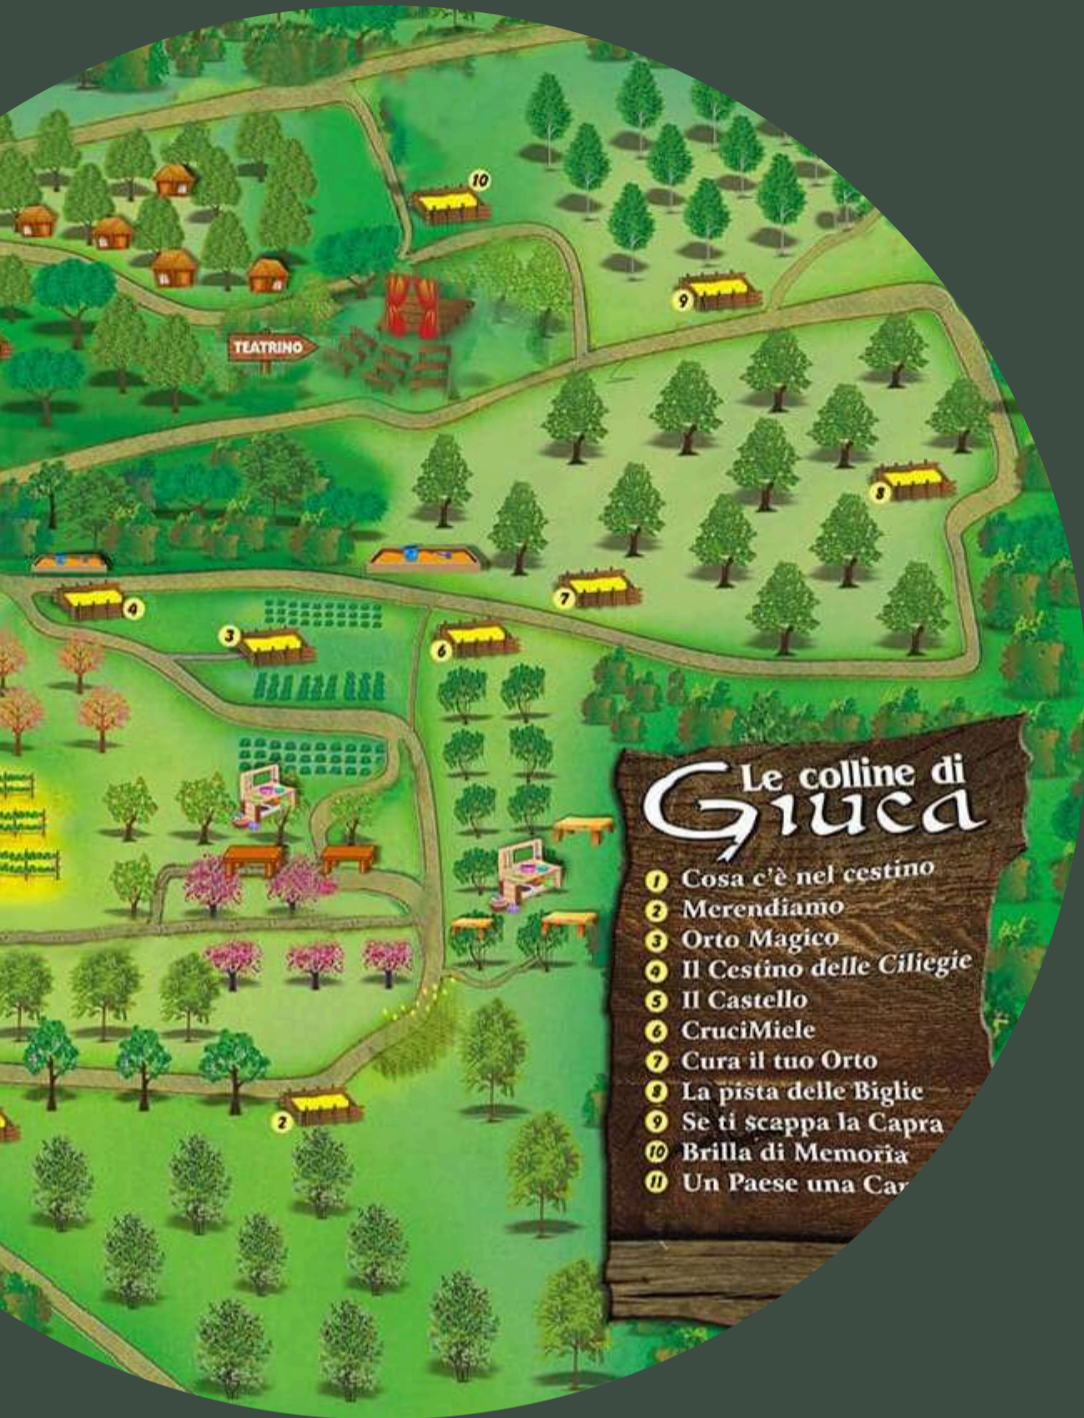 10
9
TEATRINO
8
7
4
3
6
2
Le colline di
Giuca
1 Cosa c'è nel cestino
2 Merendiamo
3 Orto Magico
4 Il Cestino delle Ciliegie
5 Il Castello
6 CruciMiele
7 Cura il tuo Orto
8 La pista delle Biglie
9 Se ti scappa la Capra
10 Brilla di Memoria
11 Un Paese una